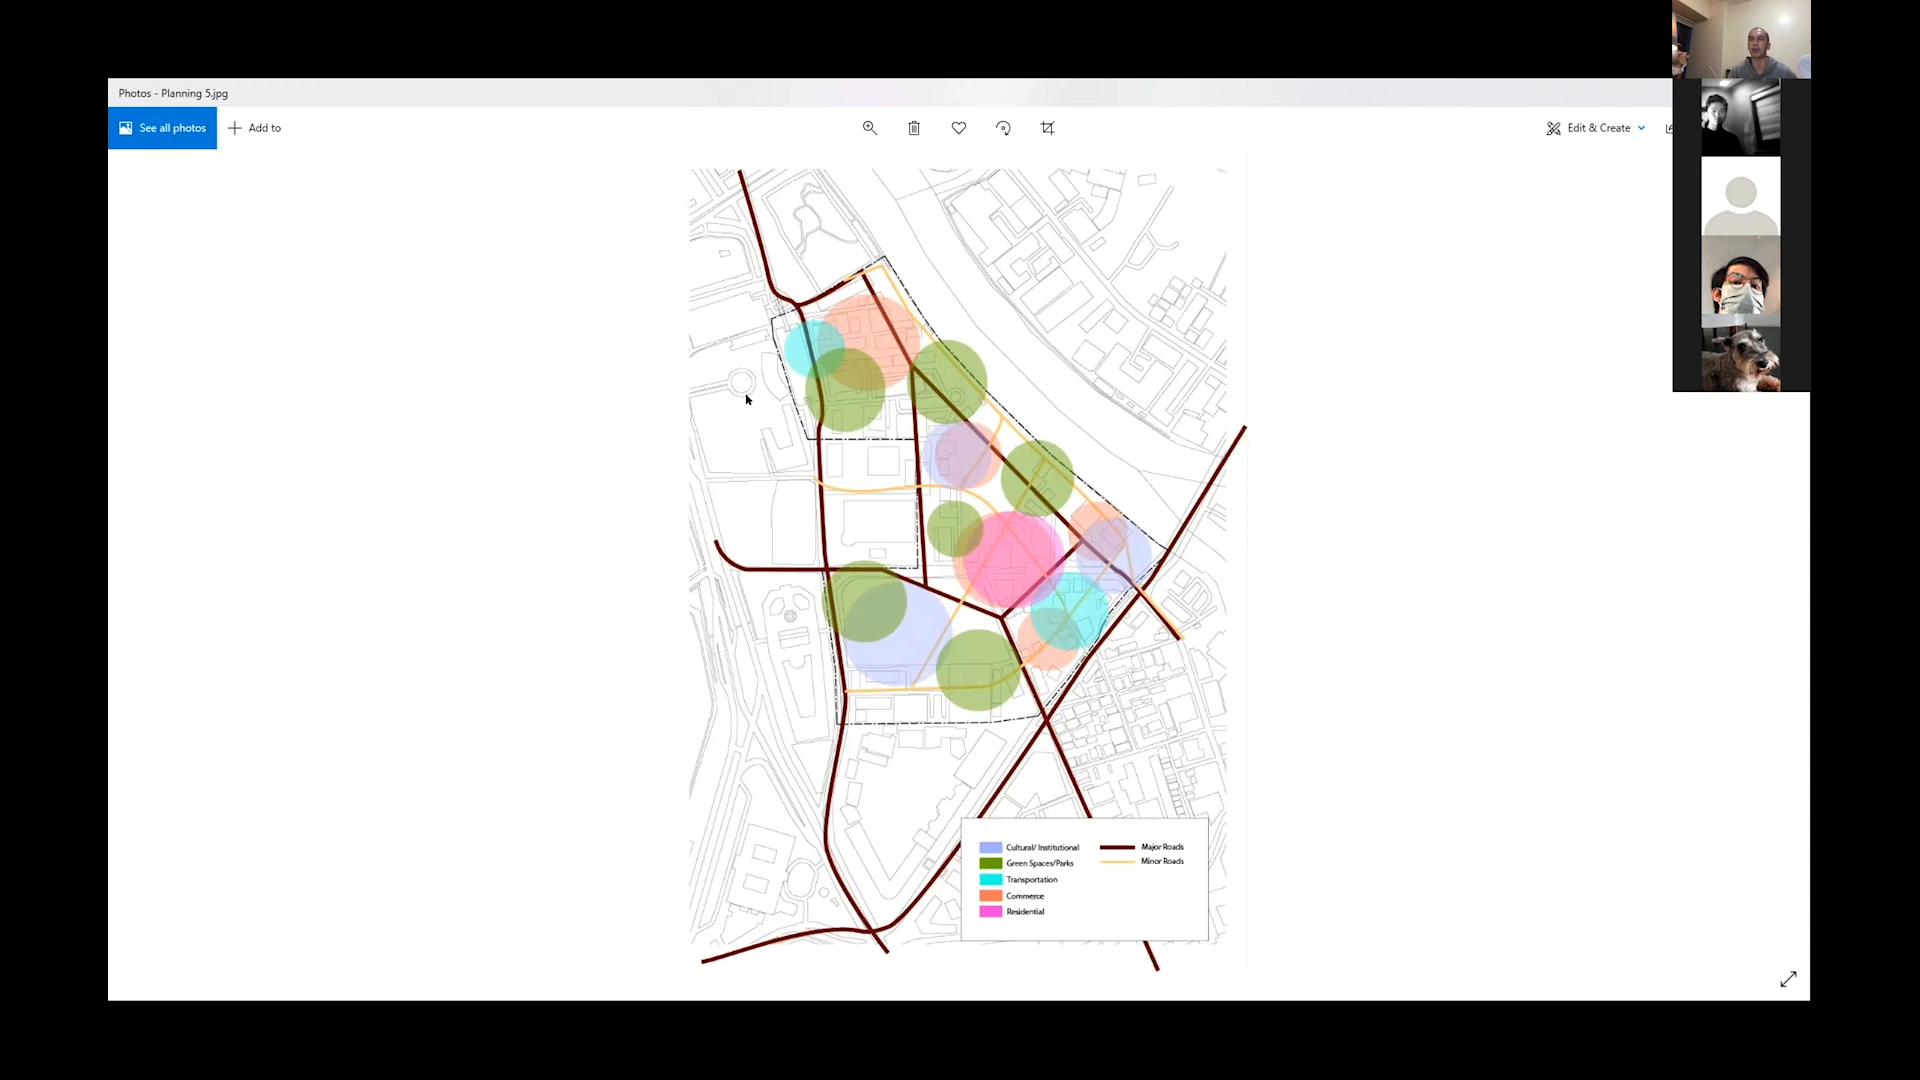 Photos - Planning 5.jpg
See all photos
Add to
Edit & Create
Cultural/ Institutional
Green Spaces/Parks
Transportation
Commerce
Residential
Major Roads
Minor Roads